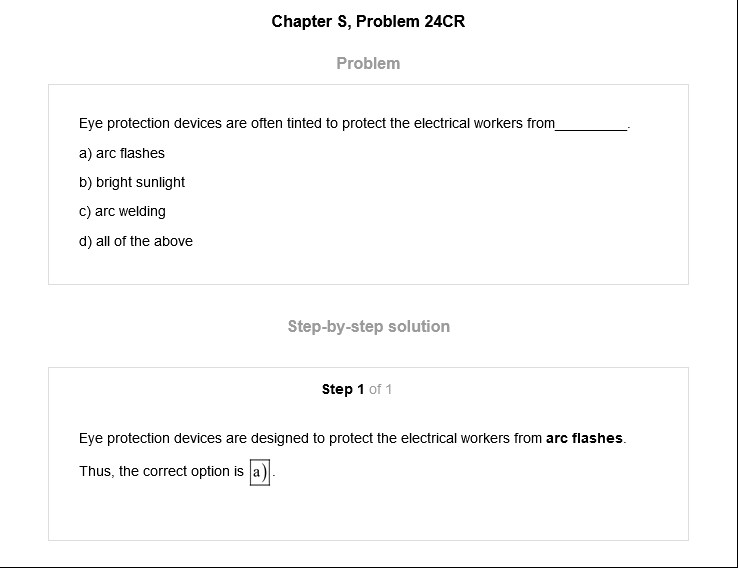 Chapter S, Problem 24CR
Problem
Eye protection devices are often tinted to protect the electrical workers from_________.
a) arc flashes
b) bright sunlight
c) arc welding
d) all of the above
Step-by-step solution
Step 1 of 1
Eye protection devices are designed to protect the electrical workers from arc flashes.
Thus, the correct option is a).